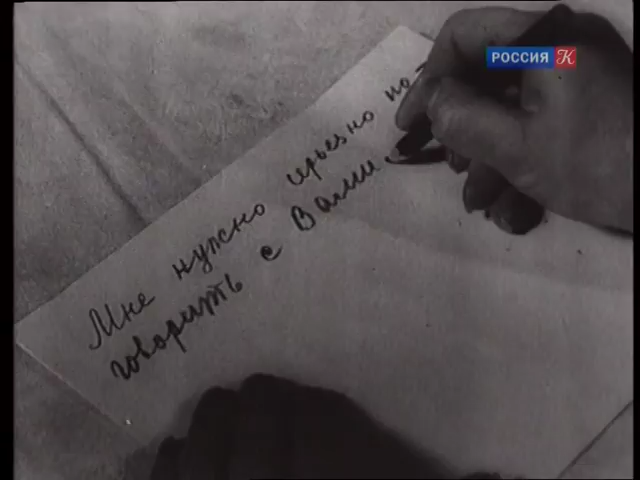 РОССИЯ К
Мне нужно серьезно по-
говорить с Вами.